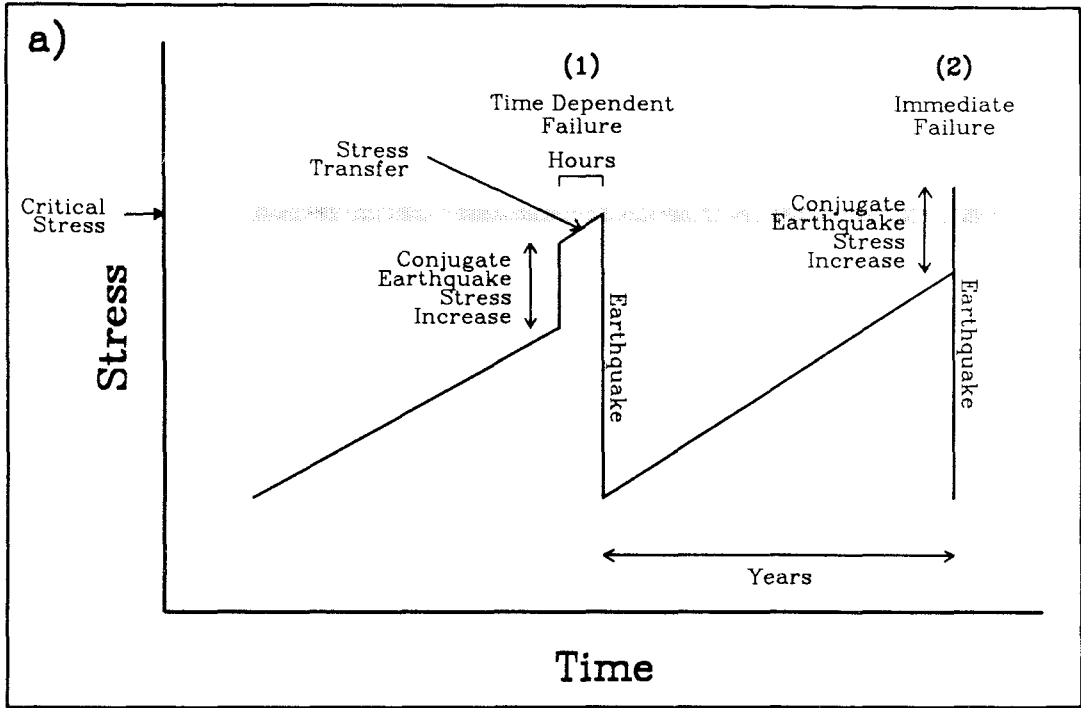 a)
(1)
Time Dependent
Failure
Hours
Stress
Transfer
(2)
Immediate
Failure
Critical
Stress
Conjugate
Earthquake
Stress
Increase
Earthquake
Conjugate
Earthquake
Stress
Increase
Earthquake
Stress
Years
Time